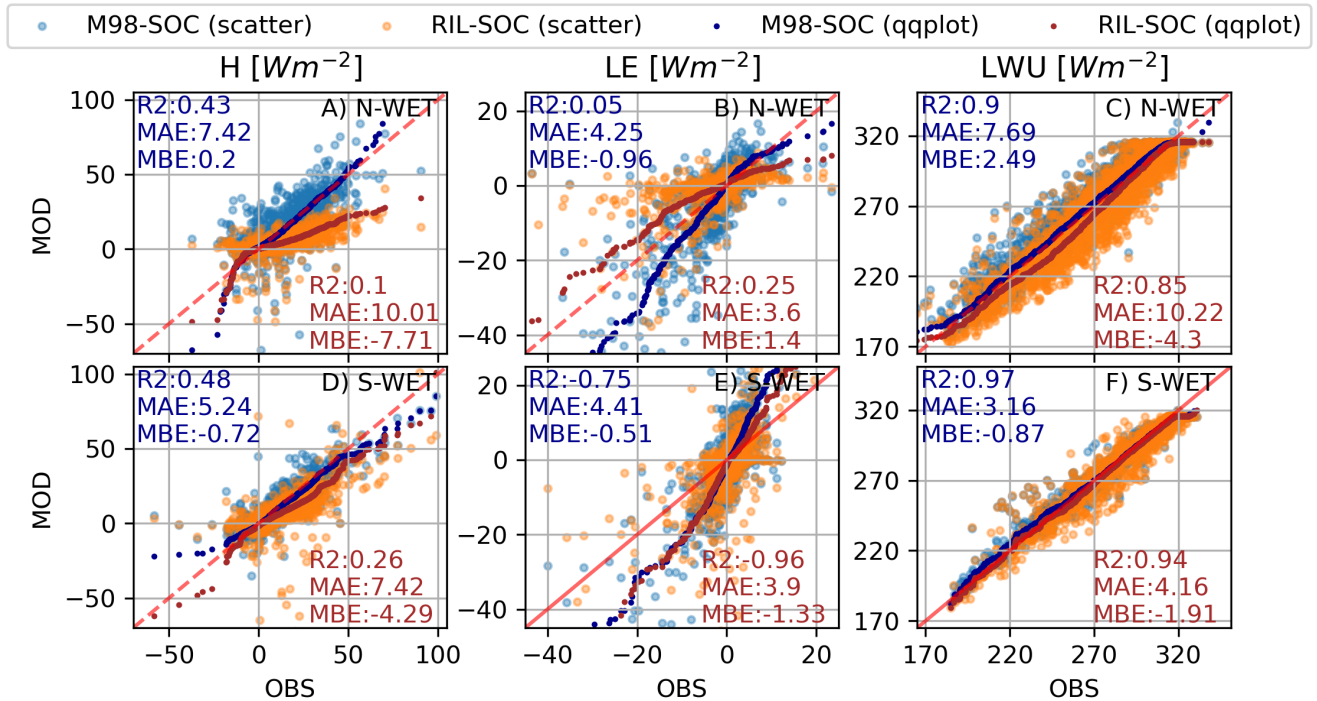 M98-SOC (scatter) RIL-SOC (scatter) M98-SOC (qqplot) RIL-SOC (qqplot)
H [Wm⁻²] LE [Wm⁻²] LWU [Wm⁻²]
A) N-WET
R2:0.43
MAE:7.42
MBE:0.2
R2:0.1
MAE:10.01
MBE:-7.71
100
50
0
−50
MOD
B) N-WET
R2:0.05
MAE:4.25
MBE:-0.96
R2:0.25
MAE:3.6
MBE:1.4
20
0
−20
−40
C) N-WET
R2:0.9
MAE:7.69
MBE:2.49
R2:0.85
MAE:10.22
MBE:-4.3
320
270
220
170
D) S-WET
R2:0.48
MAE:5.24
MBE:-0.72
R2:0.26
MAE:7.42
MBE:-4.29
100
50
0
−50
MOD
−50 0 50 100
OBS
E) S-WET
R2:-0.75
MAE:4.41
MBE:-0.51
R2:-0.96
MAE:3.9
MBE:-1.33
20
0
−20
−40
−40 −20 0 20
OBS
F) S-WET
R2:0.97
MAE:3.16
MBE:-0.87
R2:0.94
MAE:4.16
MBE:-1.91
320
270
220
170
170 220 270 320
OBS